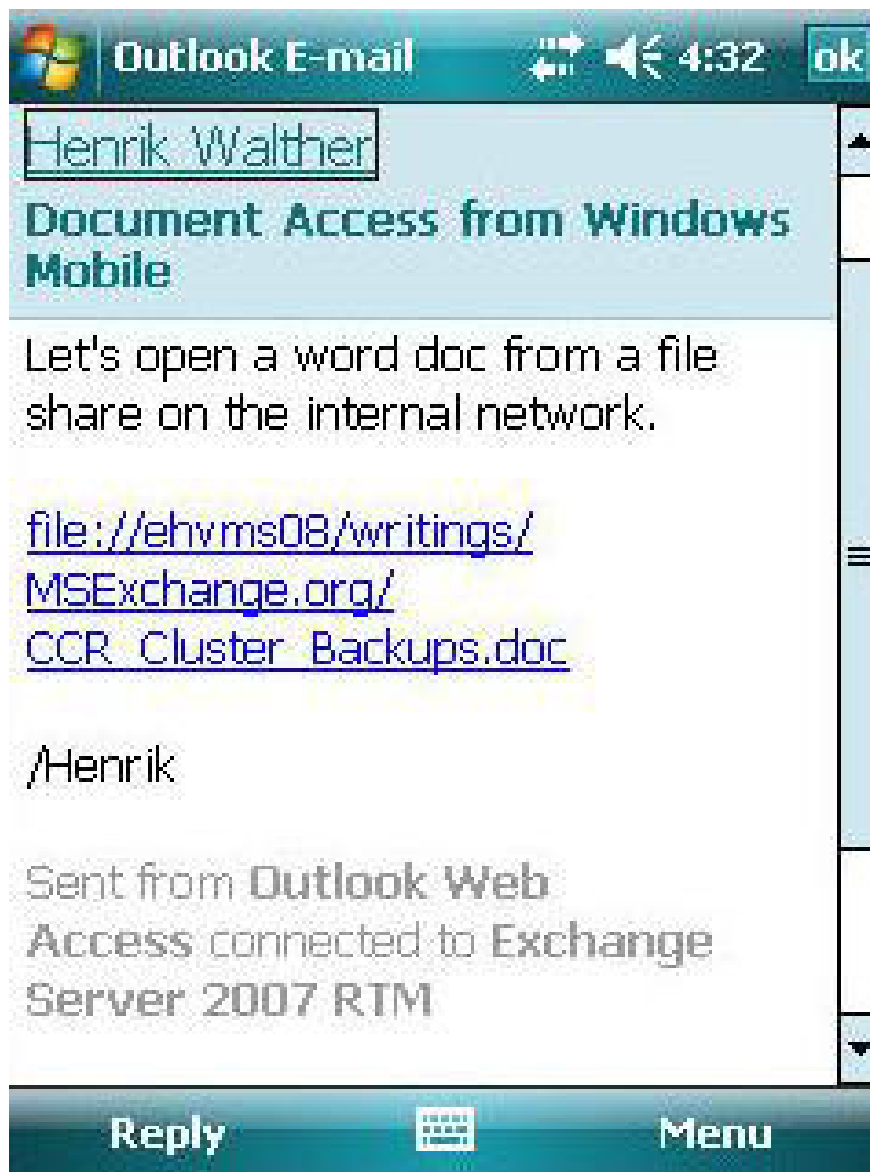 Outlook E-mail 4:32 ok
Henrik Walther
Document Access from Windows
Mobile
Let's open a word doc from a file
share on the internal network.
file://ehvms08/writings/
MSExchange.org/
CCR_Cluster_Backups.doc
/Henrik
Sent from Outlook Web
Access connected to Exchange
Server 2007 RTM
Reply Menu